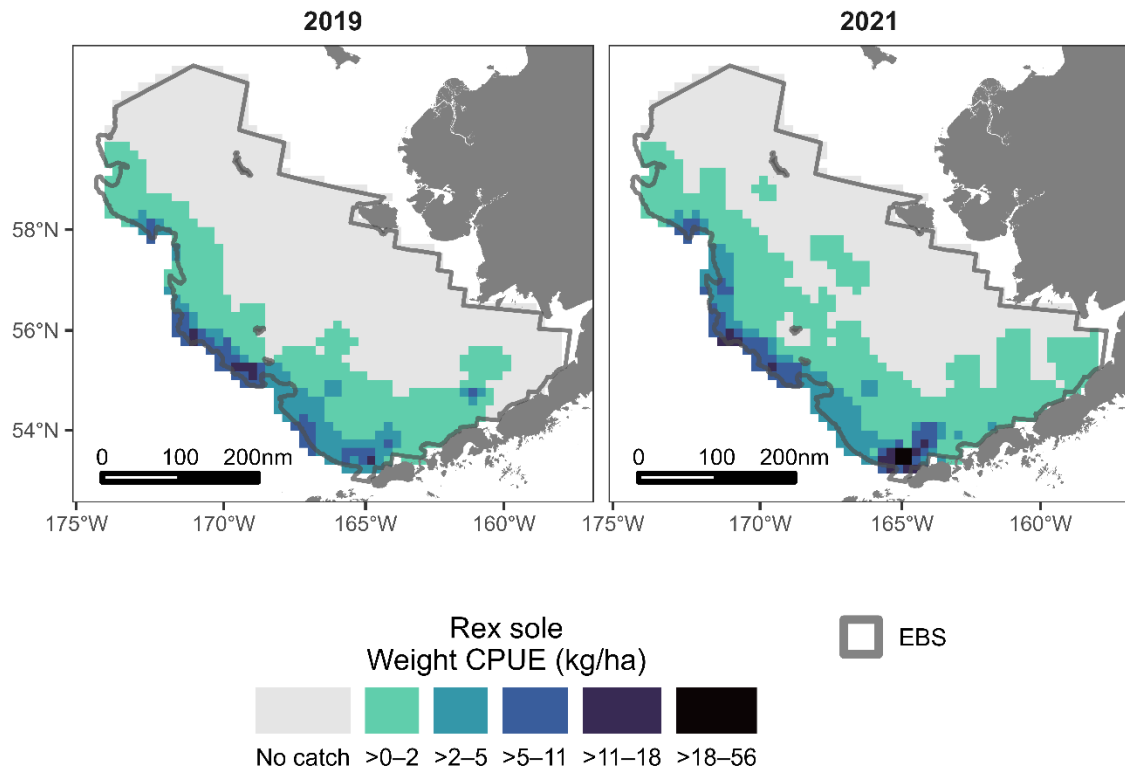 2019 2021
58°N
56°N
54°N
0 100 200nm 0 100 200nm
175°W 170°W 165°W 160°W 175°W 170°W 165°W 160°W
Rex sole
Weight CPUE (kg/ha)
EBS
No catch >0–2 >2–5 >5–11 >11–18 >18–56